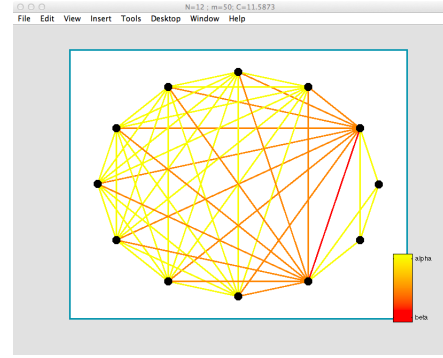 N=12 ; m=50; C=11.5873
File Edit View Insert Tools Desktop Window Help
alpha
beta